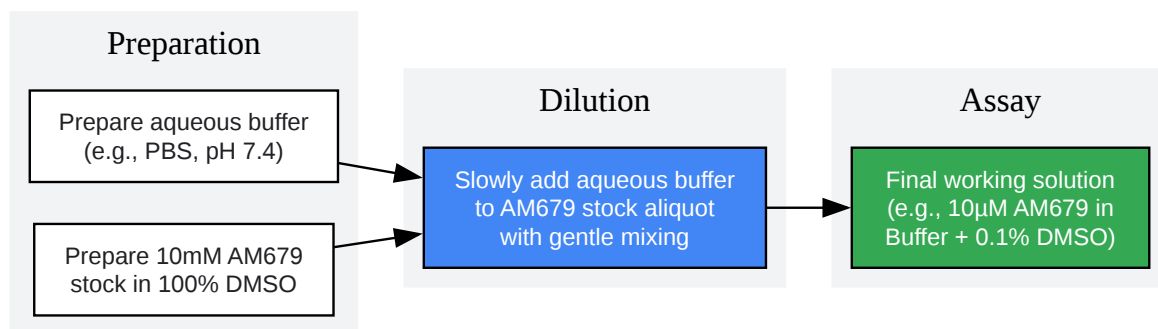 Preparation
Prepare aqueous buffer
(e.g., PBS, pH 7.4)
Prepare 10mM AM679
stock in 100% DMSO
Dilution
Slowly add aqueous buffer
to AM679 stock aliquot
with gentle mixing
Assay
Final working solution
(e.g., 10µM AM679 in
Buffer + 0.1% DMSO)